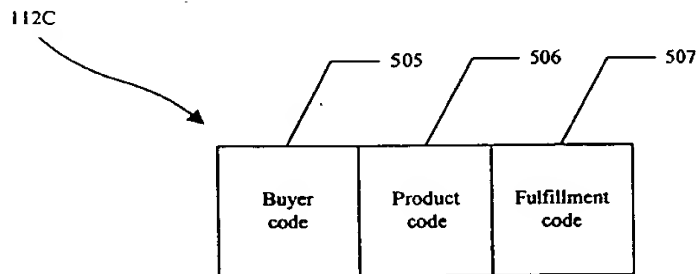 112C
505
506
507
Buyer
code
Product
code
Fulfillment
code